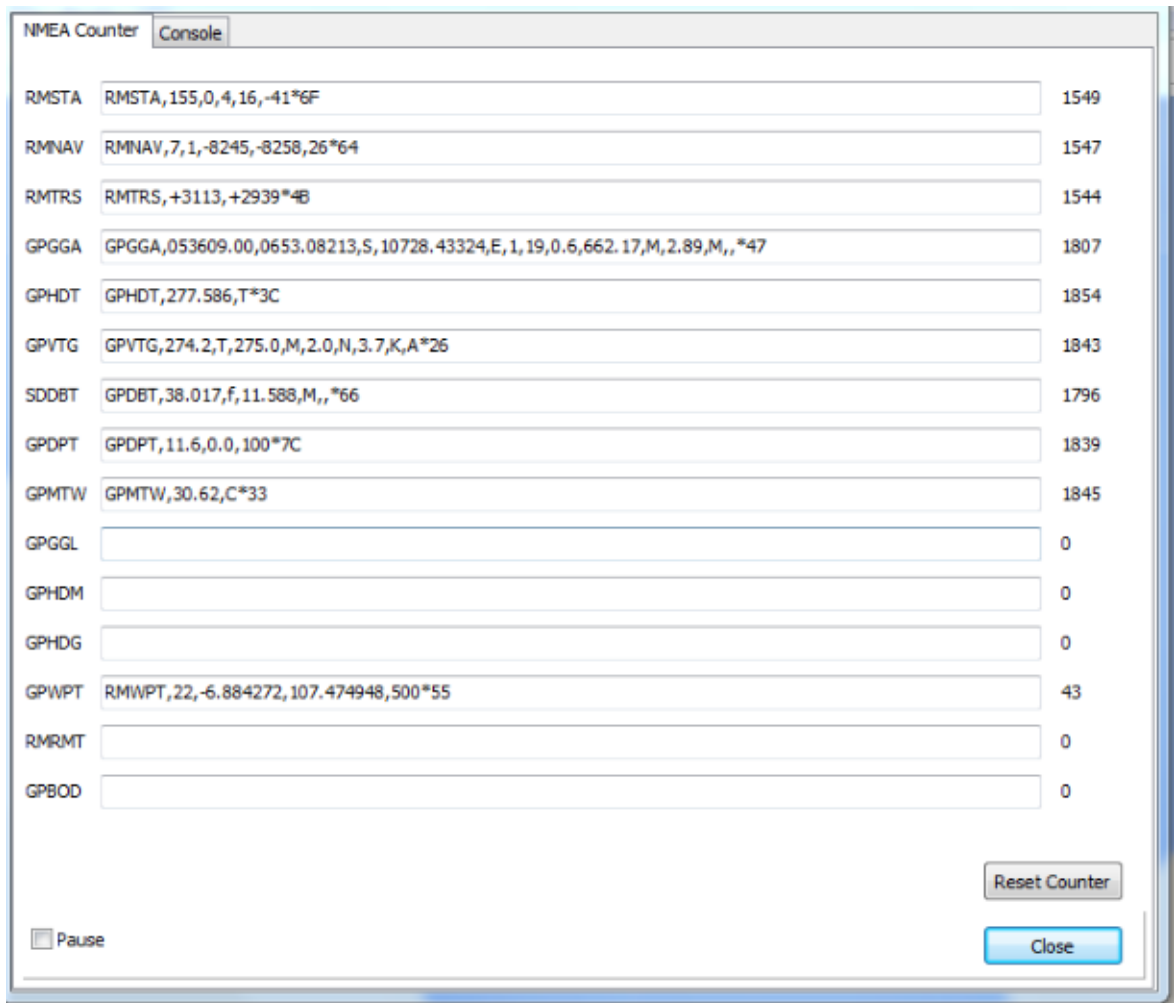 NMEA Counter Console
RMSTA RMSTA,155,0,4,16,-41*6F 1549
RMNAV RMNAV,7,1,-8245,-8258,26*64 1547
RMTRS RMTRS,+3113,+2939*4B 1544
GPGGA GPGGA,053609.00,0653.08213,S,10728.43324,E,1,19,0.6,662.17,M,2.89,M,,*47 1807
GPHDT GPHDT,277.586,T*3C 1854
GPVTG GPVTG,274.2,T,275.0,M,2.0,N,3.7,K,A*26 1843
SDDBT GPDBT,38.017,f,11.588,M,,*66 1796
GPDPT GPDPT,11.6,0.0,100*7C 1839
GPMTW GPMTW,30.62,C*33 1845
GPGGL 0
GPHDM 0
GPHDG 0
GPWPT RMWPT,22,-6.884272,107.474948,500*55 43
RMRMT 0
GPBOD 0
Reset Counter
Pause Close